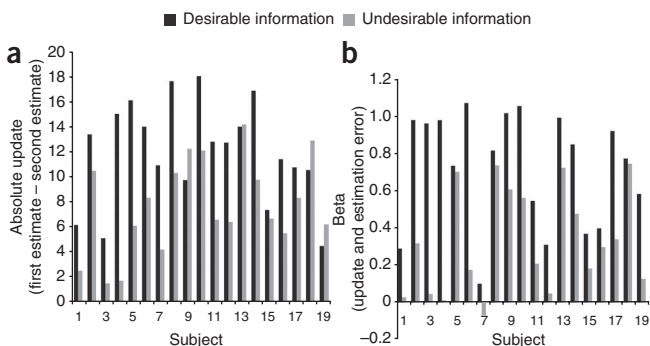 Desirable information Undesirable information
a
Absolute update
(first estimate – second estimate)
20
18
16
14
12
10
8
6
4
2
0
1 3 5 7 9 11 13 15 17 19
Subject
b
Beta
(update and estimation error)
1.2
1.0
0.8
0.6
0.4
0.2
0
–0.2
1 3 5 7 9 11 13 15 17 19
Subject